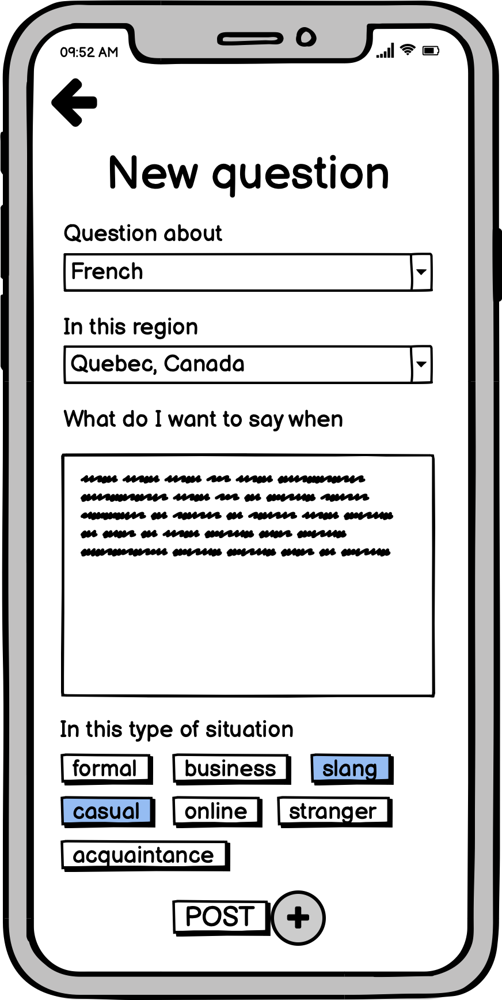 09:52 AM
New question
Question about
French
In this region
Quebec, Canada
What do I want to say when
In this type of situation
formal business slang
casual online stranger
acquaintance
POST